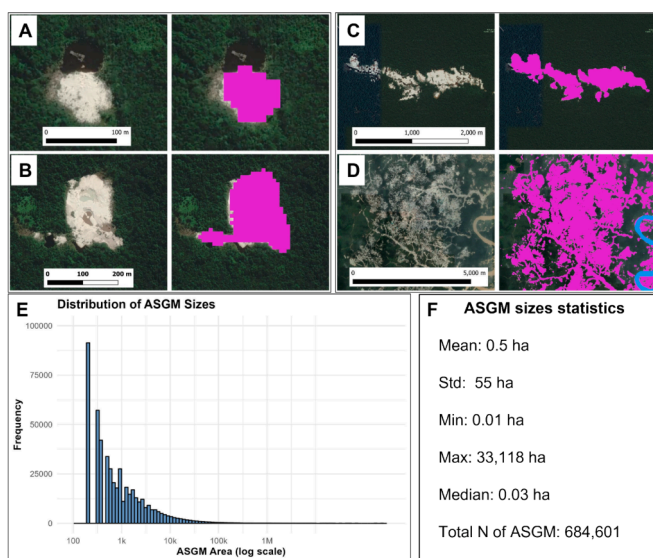 A
C
0
100 m
0
1,000
2,000 m
B
D
0
100
200 m
0
5,000 m
E
Distribution of ASGM Sizes
100000
75000
50000
25000
0
Frequency
100
1k
10k
100k
1M
ASGM Area (log scale)
F
ASGM sizes statistics
Mean: 0.5 ha
Std: 55 ha
Min: 0.01 ha
Max: 33,118 ha
Median: 0.03 ha
Total N of ASGM: 684,601